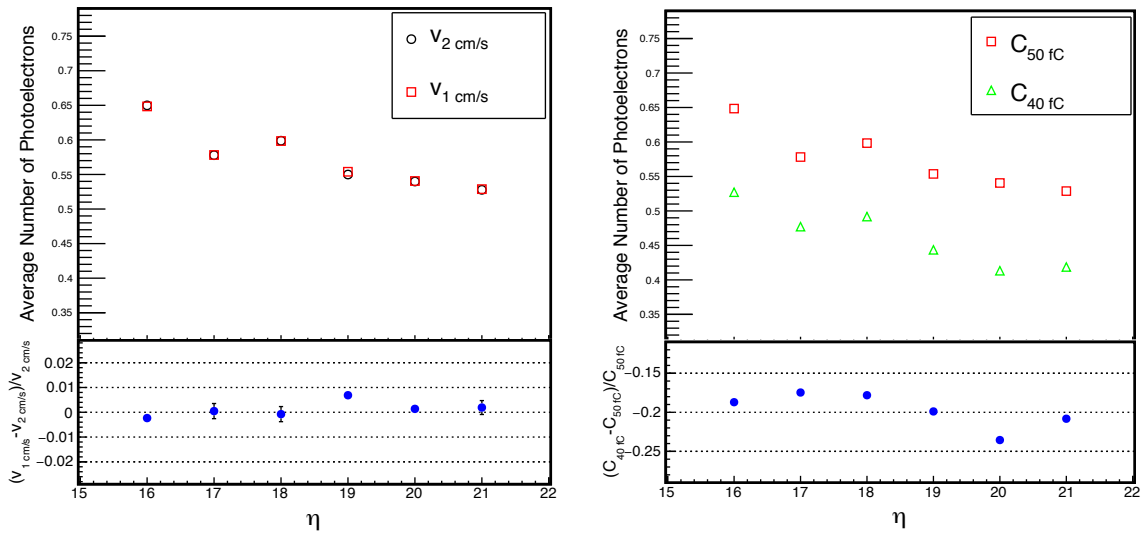 Average Number of Photoelectrons
0.75
0.7
0.65
0.6
0.55
0.5
0.45
0.4
0.35
v2 cm/s
v1 cm/s
(v1 cm/s-v2 cm/s)/v2 cm/s
0.02
0.01
0
−0.01
−0.02
15 16 17 18 19 20 21 22
η
Average Number of Photoelectrons
0.75
0.7
0.65
0.6
0.55
0.5
0.45
0.4
0.35
C50 fC
C40 fC
(C40 fC-C50 fC)/C50 fC
−0.15
−0.2
−0.25
15 16 17 18 19 20 21 22
η